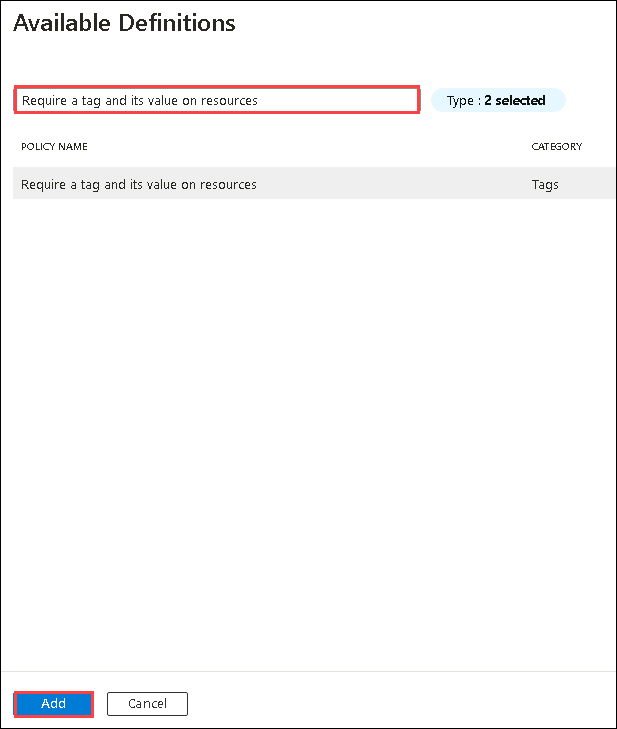 Available Definitions
Require a tag and its value on resources
Type : 2 selected
POLICY NAME
CATEGORY
Require a tag and its value on resources
Tags
Add
Cancel